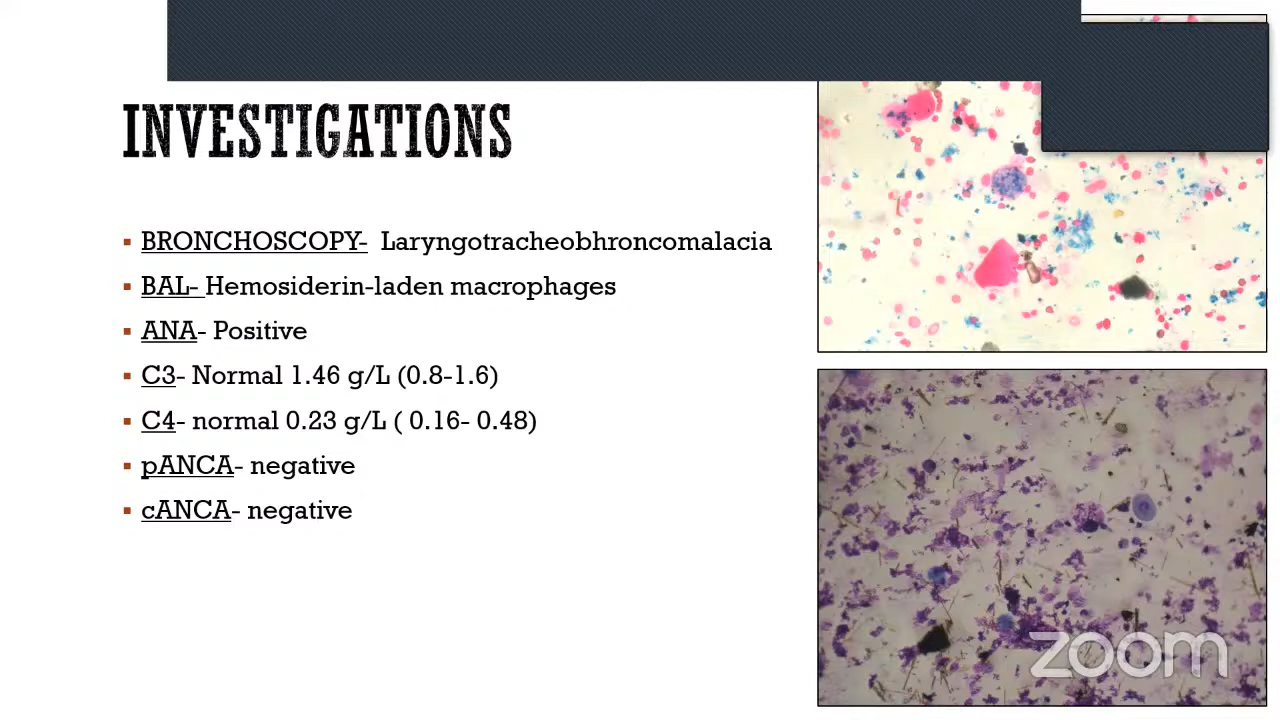 INVESTIGATIONS
BRONCHOSCOPY- Laryngotracheobhroncomalacia
BAL- Hemosiderin-laden macrophages
ANA- Positive
C3- Normal 1.46 g/L (0.8-1.6)
C4- normal 0.23 g/L ( 0.16- 0.48)
pANCA- negative
cANCA- negative
zoom